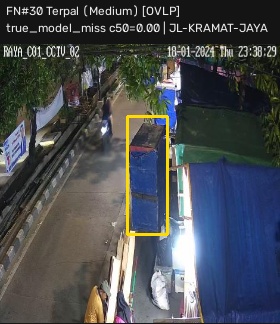 FN#30 Terpal (Medium) [OVLP]
true_model_miss c50=0.00 | JL-KRAMAT-JAYA
RAYA_C01_CCTV_02
18-01-2024 Thu 23:38:29